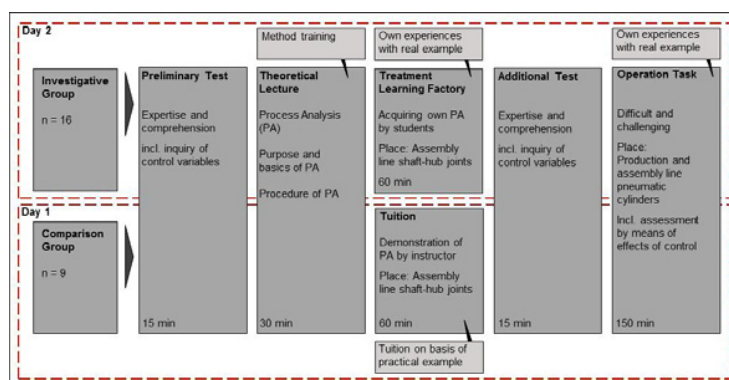 Day 2
Method training
Own experiences
with real example
Own experiences
with real example
Investigative
Group
n = 16
Preliminary Test
Expertise and
comprehension
incl. inquiry of
control variables
15 min
Theoretical
Lecture
Process Analysis
(PA)
Purpose and
basics of PA
Procedure of PA
30 min
Treatment
Learning Factory
Acquiring own PA
by students
Place: Assembly
line shaft-hub joints
60 min
Additional Test
Expertise and
comprehension
incl. inquiry of
control variables
15 min
Operation Task
Difficult and
challenging
Place:
Production and
assembly line
pneumatic
cylinders
Incl. assessment
by means of
effects of control
150 min
Day 1
Comparison
Group
n = 9
Tuition
Demonstration of
PA by instructor
Place: Assembly
line shaft-hub joints
60 min
Tuition on basis of
practical example